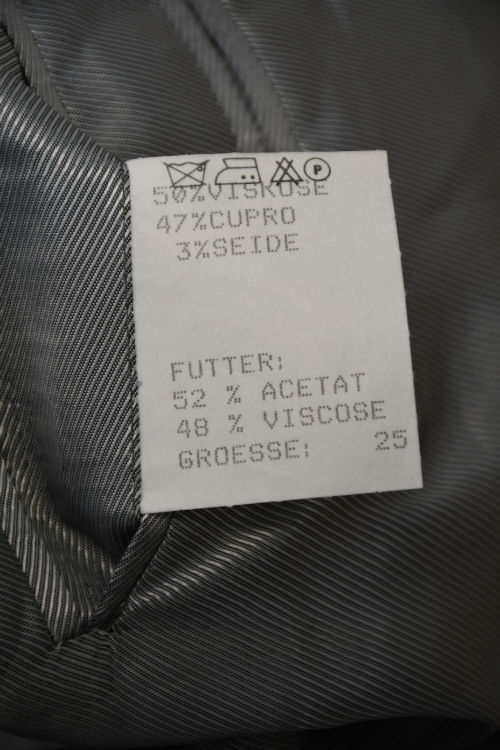 P
50%VISKOSE
47%CUPRO
3%SEIDE
FUTTER:
52 % ACETAT
48 % VISCOSE
GROESSE: 25